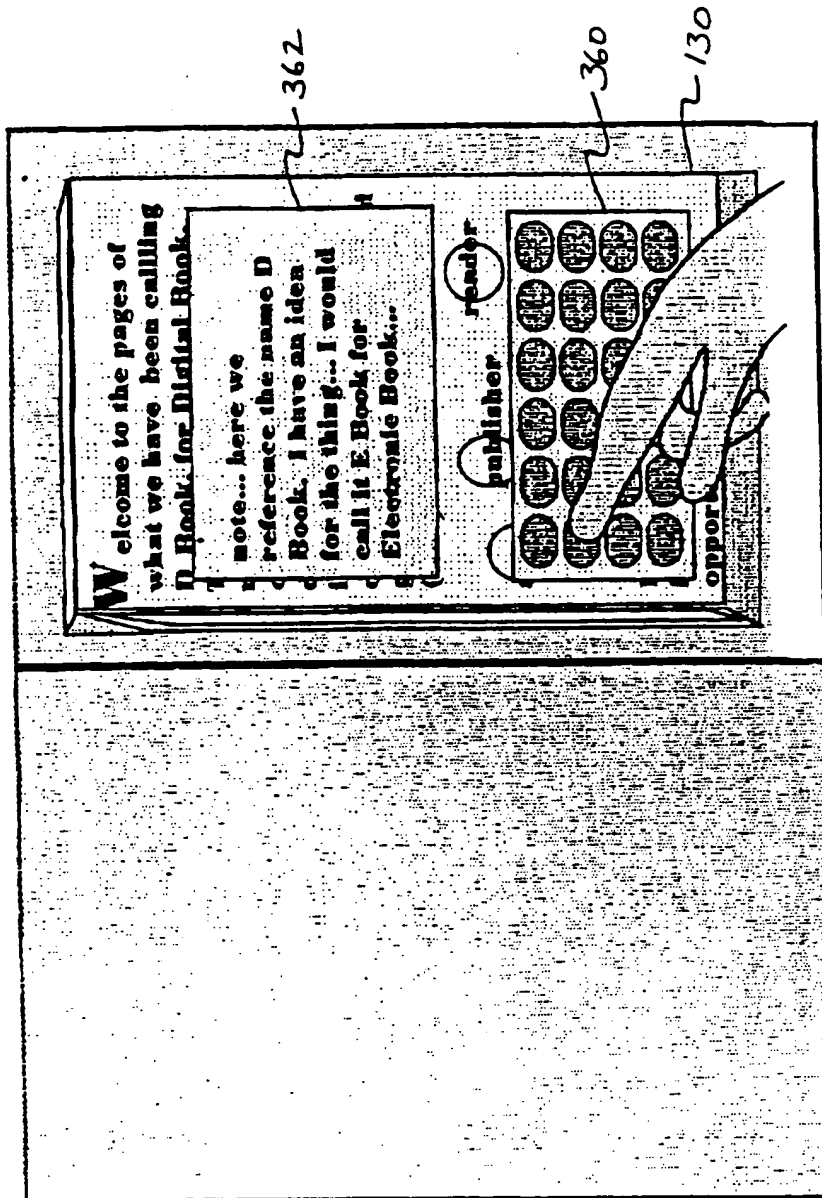 Welcome to the pages of
what we have been callling
D Book, for Digital Book.
note... here we
reference the name D
Book. I have an idea
for the thing... I would
call it E Book for
Electronic Book...
publisher
reader
oppor
362
360
130